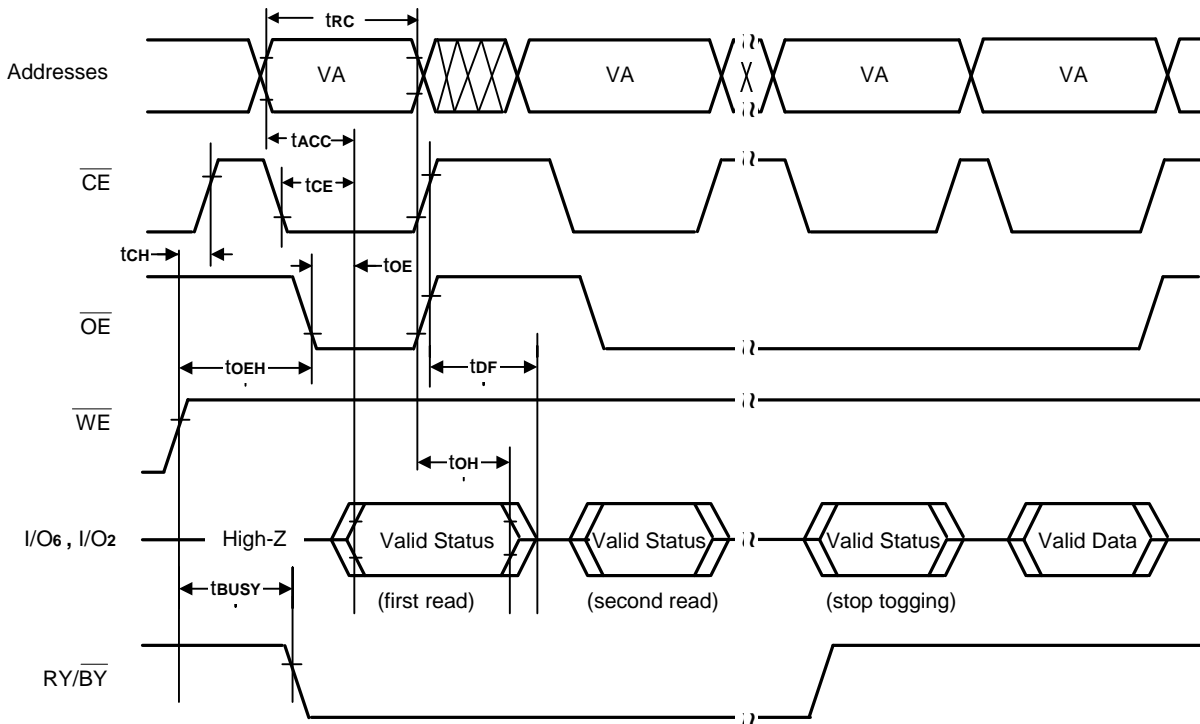 tRC
Addresses
VA
VA
VA
VA
tACC
CE
tCE
tCH
tOE
OE
tOEH
tDF
WE
tOH
I/O6 , I/O2
High-Z
Valid Status
Valid Status
Valid Status
Valid Data
tBUSY
(first read)
(second read)
(stop togging)
RY/BY